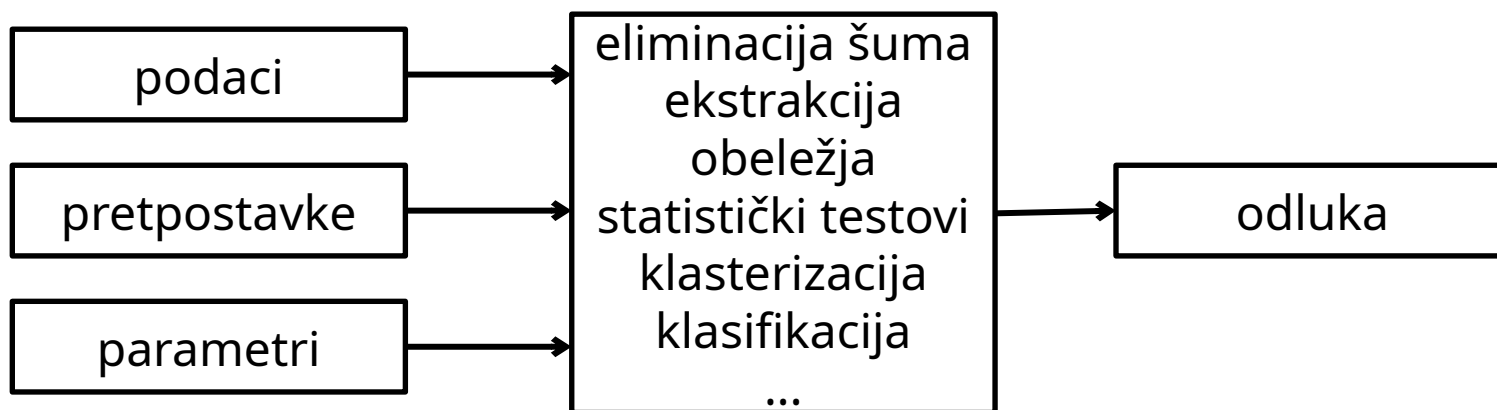 podaci
pretpostavke
parametri
eliminacija šuma
ekstrakcija
obeležja
statistički testovi
klasterizacija
klasifikacija
...
odluka